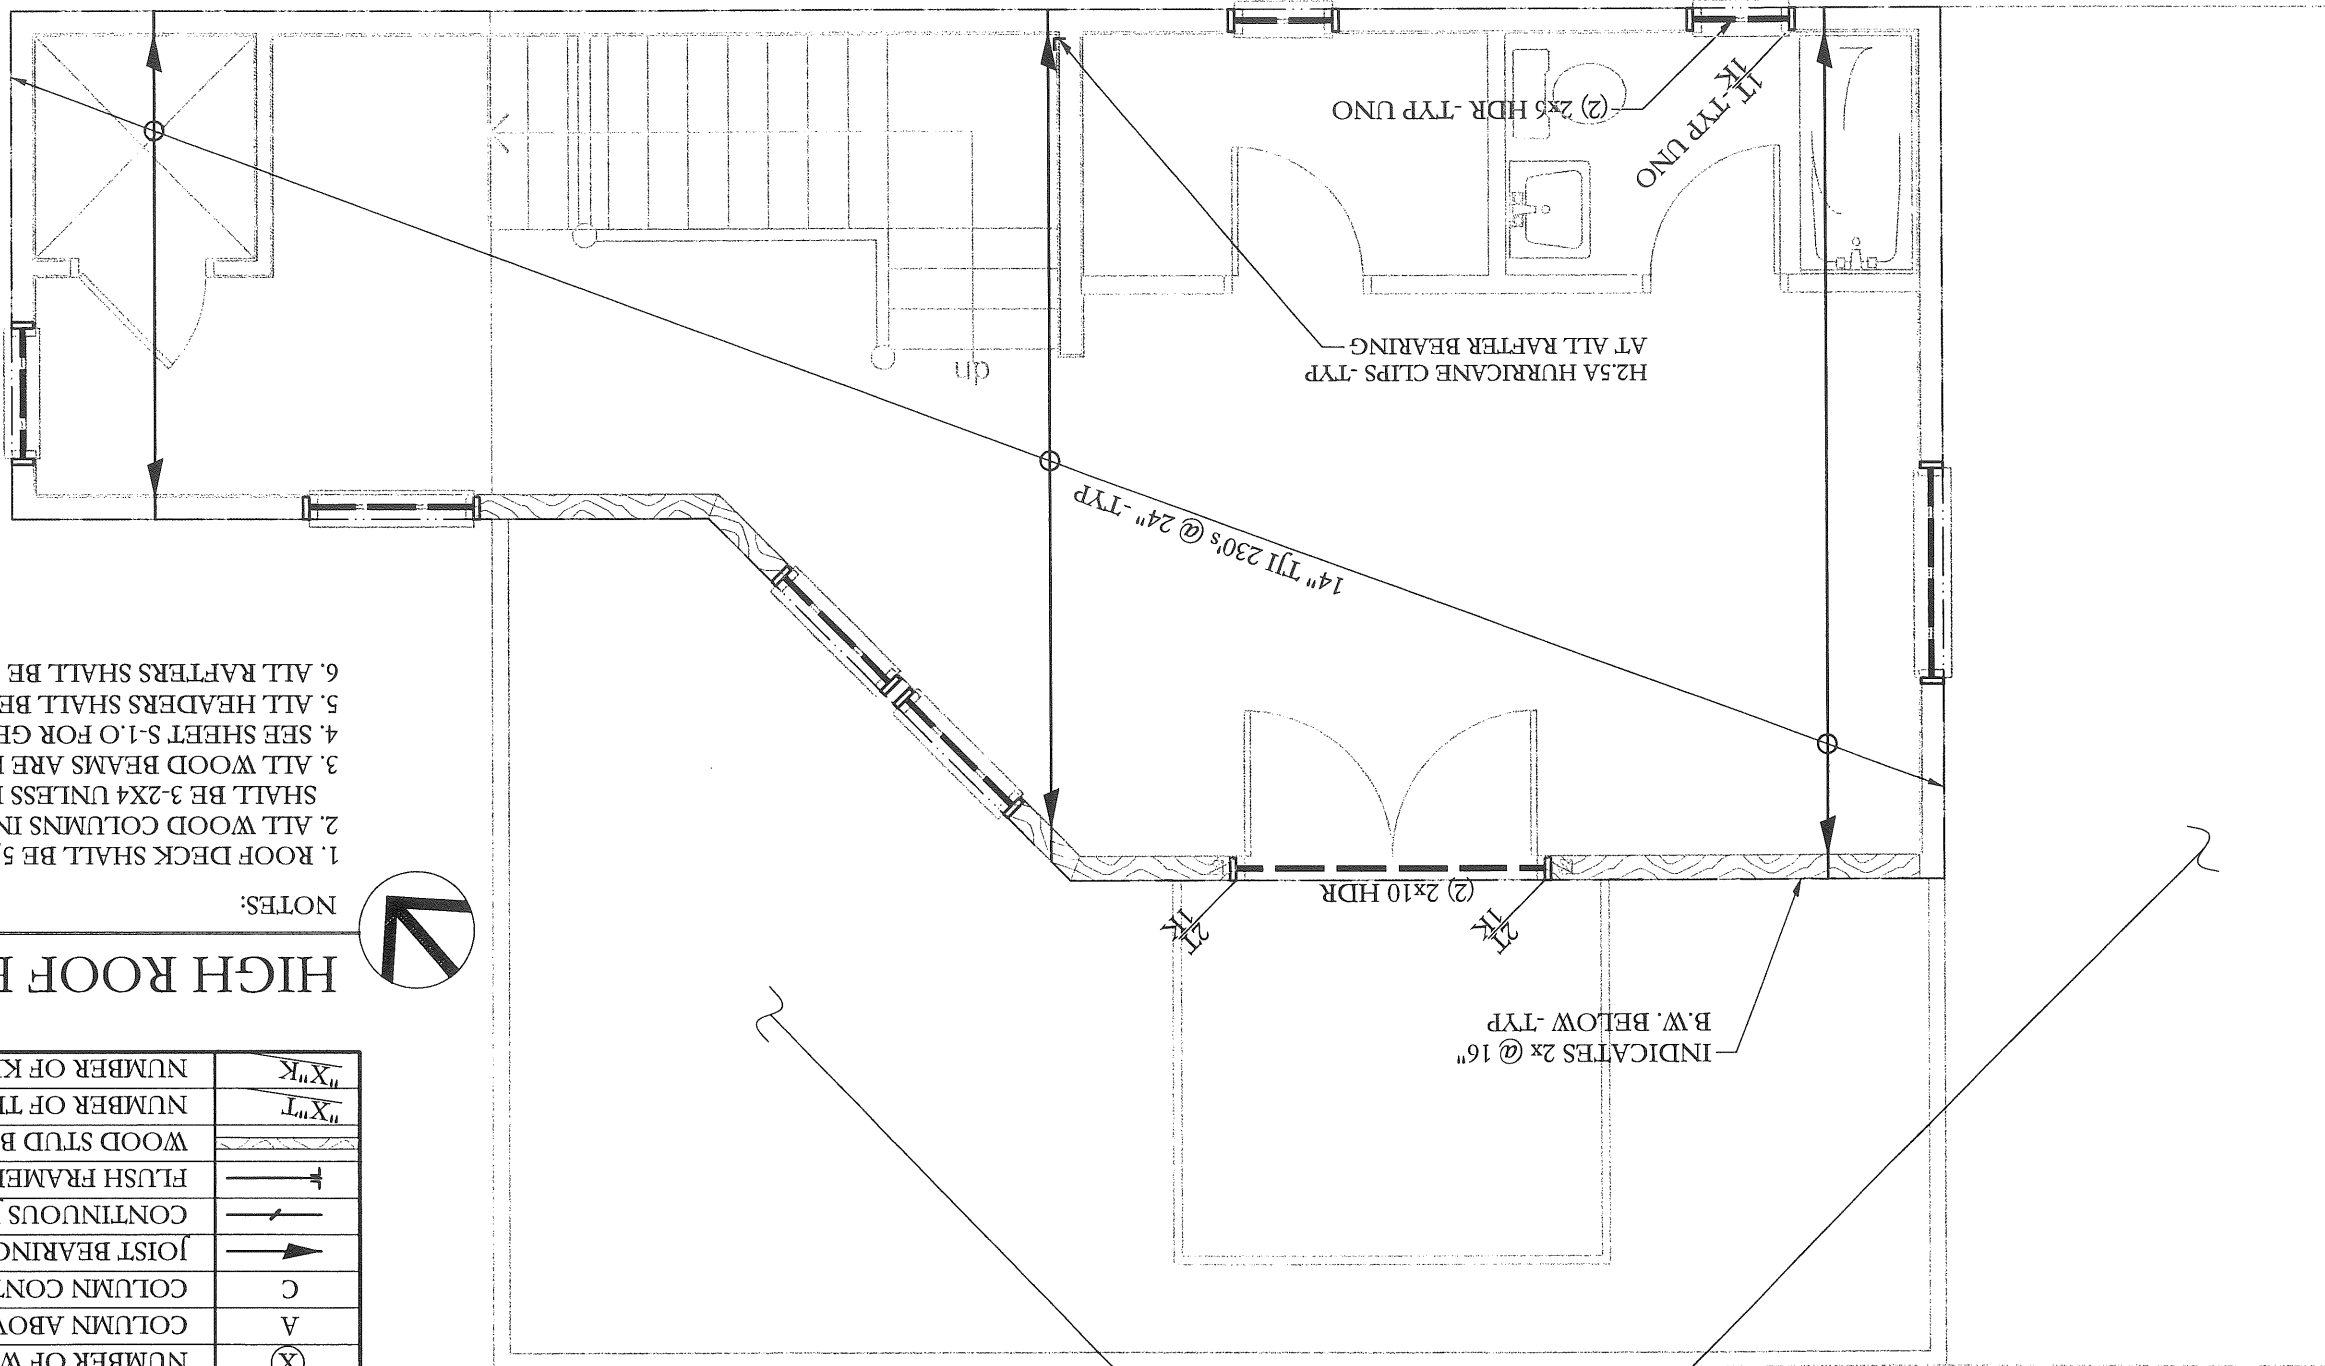 X NUMBER OF W
A COLUMN ABOV
C COLUMN CONT
JOIST BEARING
CONTINUOUS
FLUSH FRAME
WOOD STUD B
"X"T NUMBER OF
"X"K NUMBER OF
HIGH ROOF
NOTES:
1. ROOF DECK SHALL BE 5
2. ALL WOOD COLUMNS IN
SHALL BE 3-2X4 UNLESS
3. ALL WOOD BEAMS ARE
4. SEE SHEET S-1.O FOR GE
5. ALL HEADERS SHALL BE
6. ALL RAFTERS SHALL BE
INDICATES 2x @ 16"
B.W. BELOW -TYP
2T
1K
(2) 2x10 HDR
2T
1K
14" TJI 230's @ 24" -TYP
H2.5A HURRICANE CLIPS -TYP
AT ALL RAFTER BEARING
dn
1T -TYP UNO
1K
(2) 2x6 HDR -TYP UNO